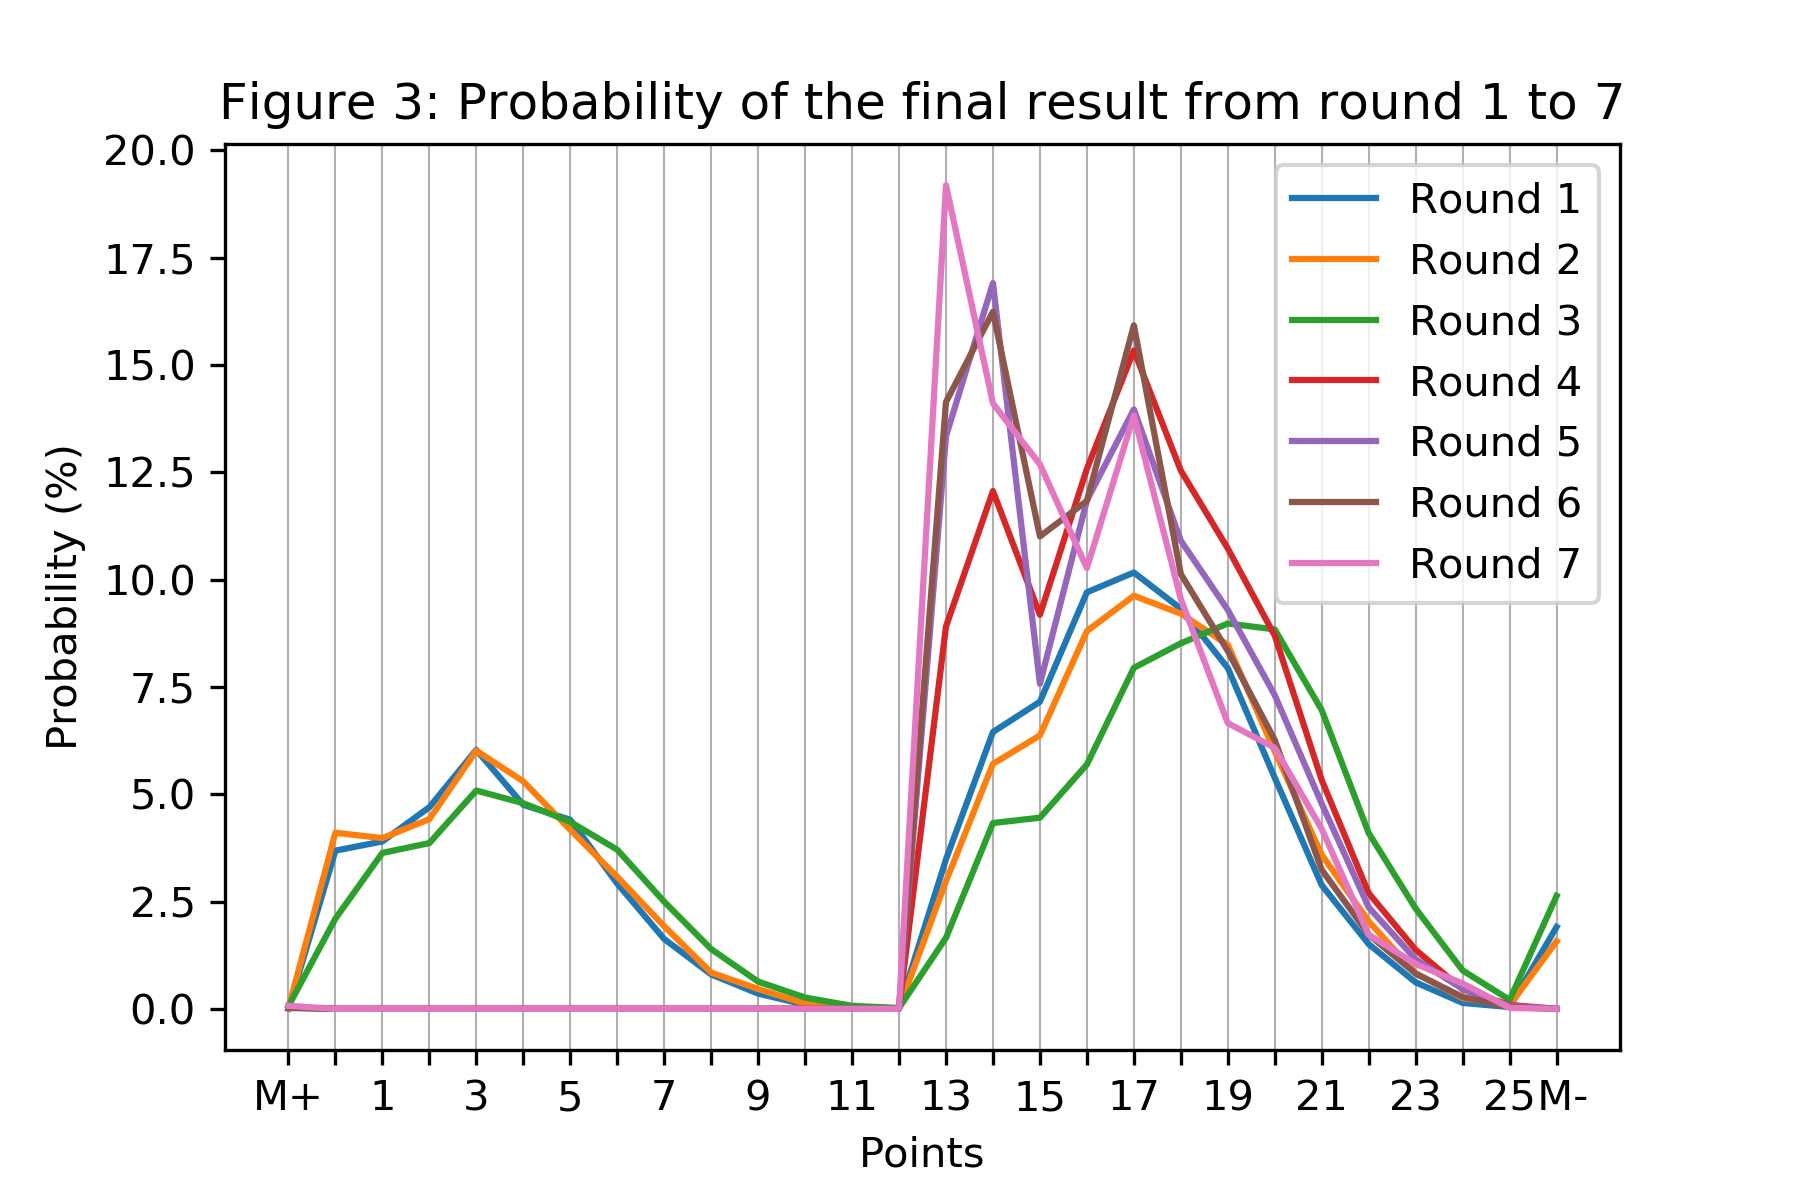 Figure 3: Probability of the final result from round 1 to 7
20.0
17.5
15.0
12.5
10.0
7.5
5.0
2.5
0.0
Probability (%)
Round 1
Round 2
Round 3
Round 4
Round 5
Round 6
Round 7
M+ 1 3 5 7 9 11 13 15 17 19 21 23 25 M-
Points